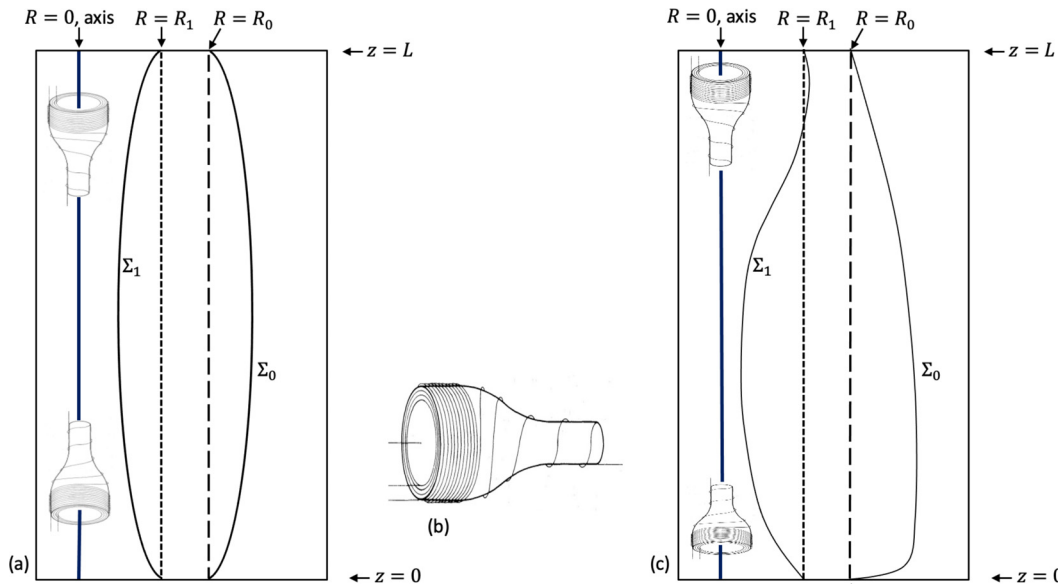 R = 0, axis
R = R₁
R = R₀
z = L
Σ₁
Σ₀
z = 0
(a)
(b)
R = 0, axis
R = R₁
R = R₀
z = L
Σ₁
Σ₀
z = 0
(c)